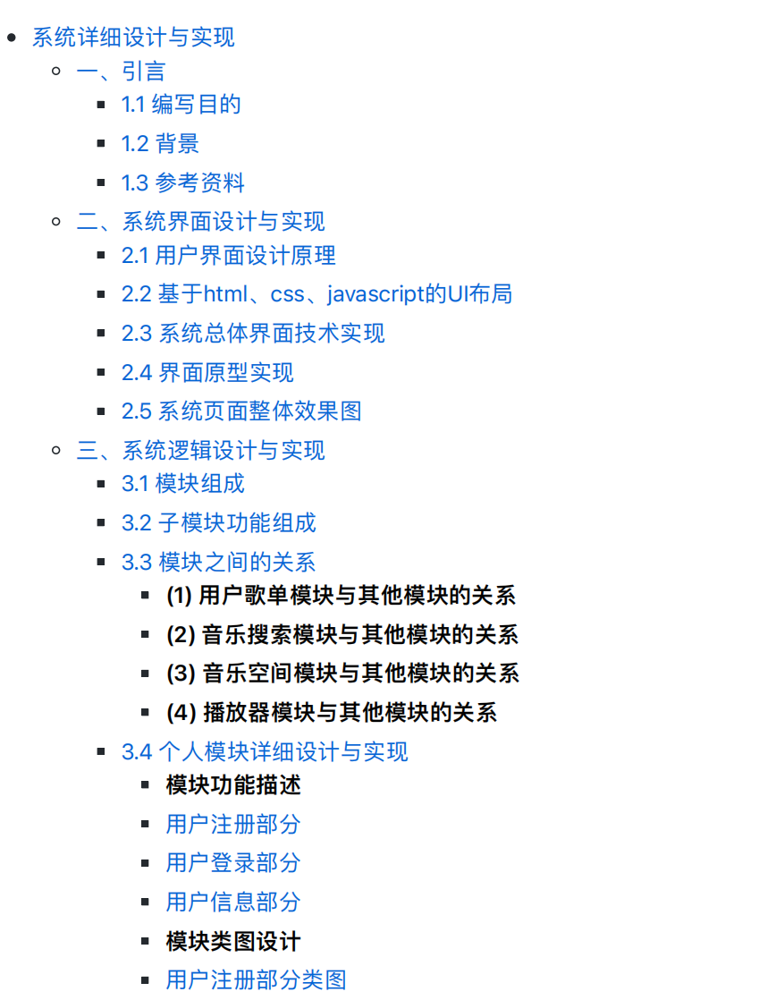 系统详细设计与实现
一、引言
1.1 编写目的
1.2 背景
1.3 参考资料
二、系统界面设计与实现
2.1 用户界面设计原理
2.2 基于html、css、javascript的UI布局
2.3 系统总体界面技术实现
2.4 界面原型实现
2.5 系统页面整体效果图
三、系统逻辑设计与实现
3.1 模块组成
3.2 子模块功能组成
3.3 模块之间的关系
(1) 用户歌单模块与其他模块的关系
(2) 音乐搜索模块与其他模块的关系
(3) 音乐空间模块与其他模块的关系
(4) 播放器模块与其他模块的关系
3.4 个人模块详细设计与实现
模块功能描述
用户注册部分
用户登录部分
用户信息部分
模块类图设计
用户注册部分类图